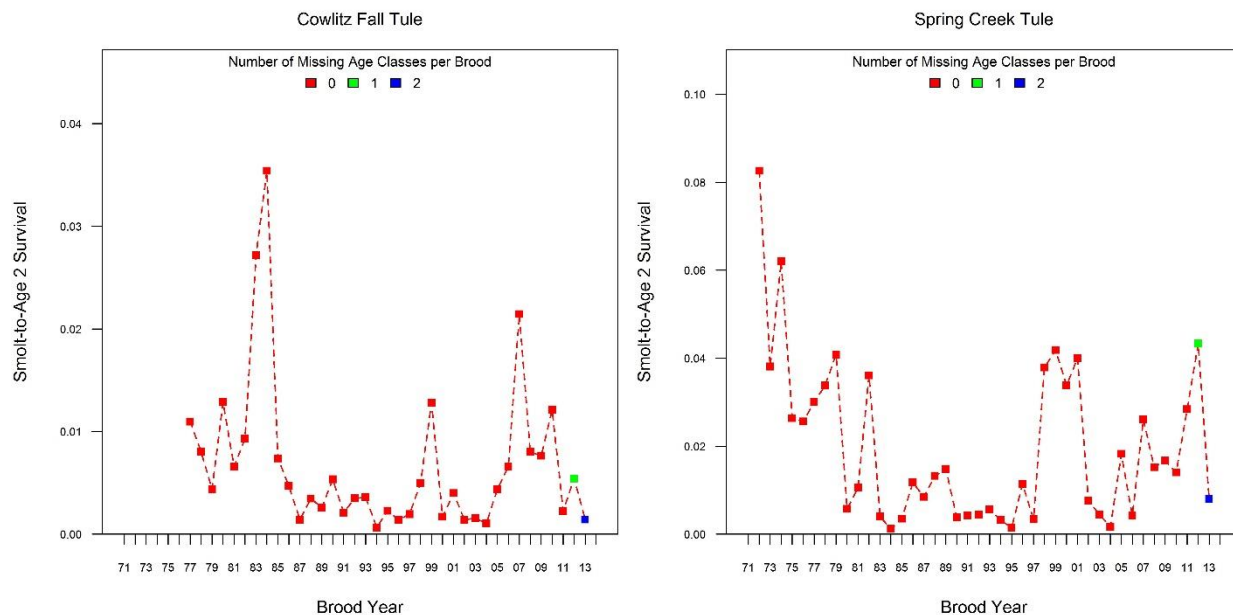 Cowlitz Fall Tule
Number of Missing Age Classes per Brood
0 1 2
Smolt-to-Age 2 Survival
0.04
0.03
0.02
0.01
0.00
71 73 75 77 79 81 83 85 87 89 91 93 95 97 99 01 03 05 07 09 11 13
Brood Year
Spring Creek Tule
Number of Missing Age Classes per Brood
0 1 2
Smolt-to-Age 2 Survival
0.10
0.08
0.06
0.04
0.02
0.00
71 73 75 77 79 81 83 85 87 89 91 93 95 97 99 01 03 05 07 09 11 13
Brood Year